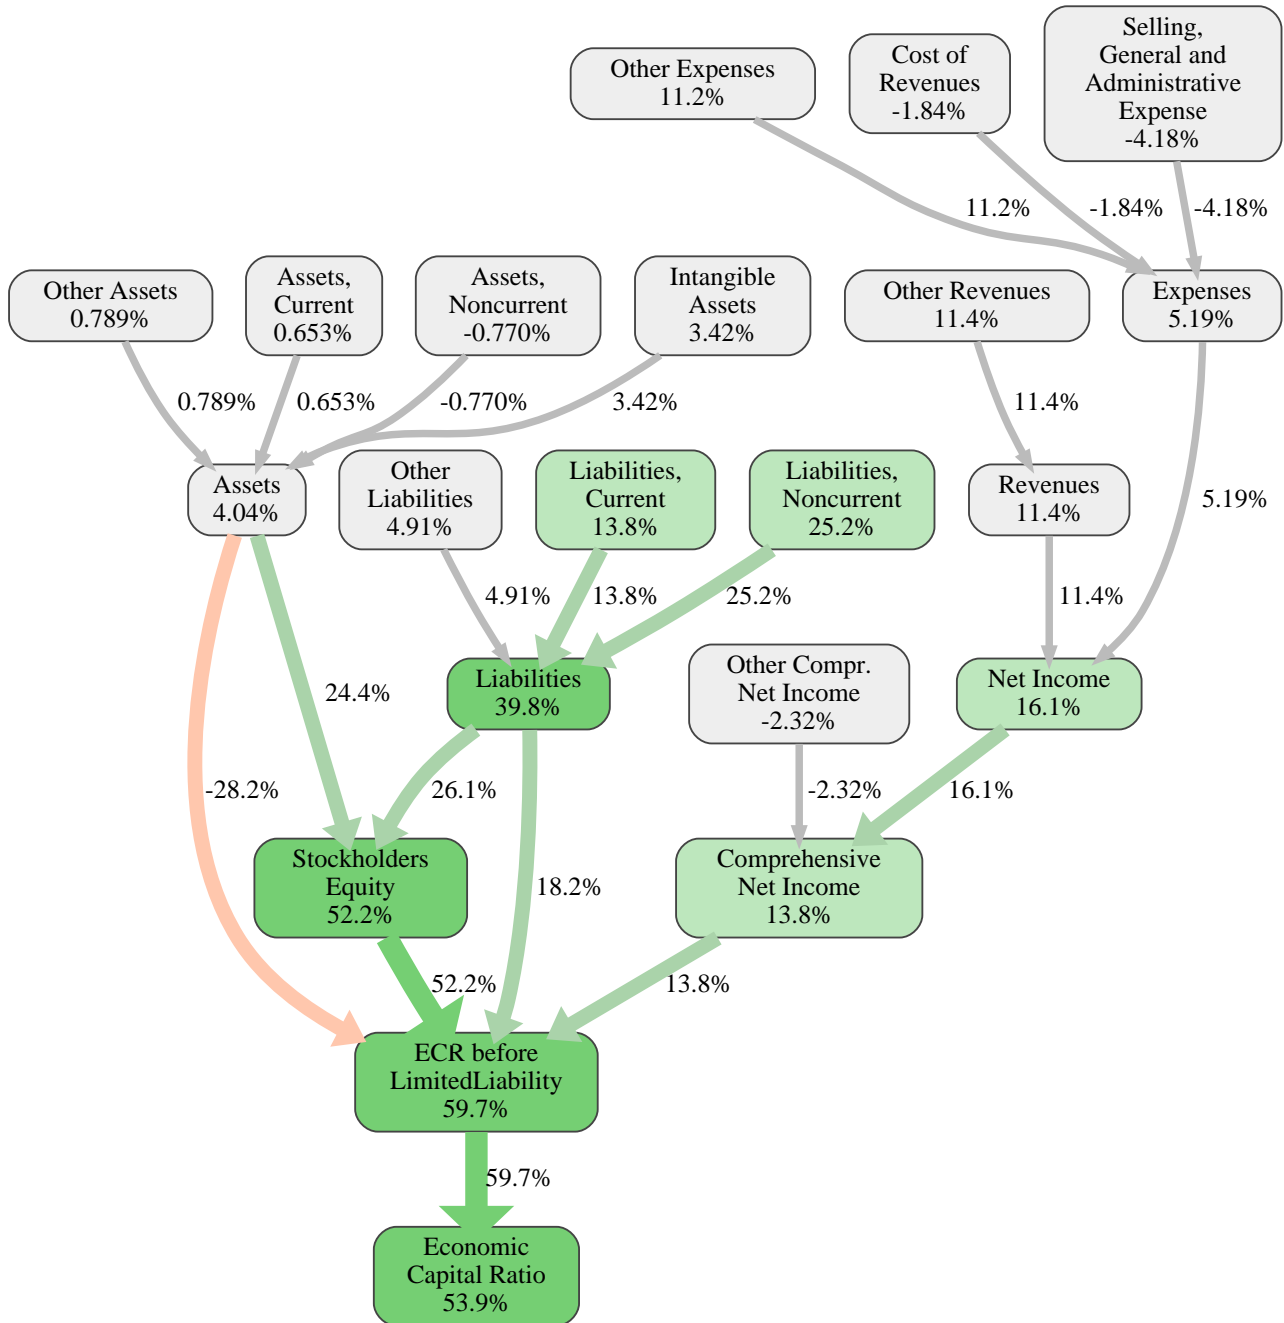 Selling,
General and
Administrative
Expense
-4.18%
Cost of
Revenues
-1.84%
Other Expenses
11.2%
11.2%
-1.84%
-4.18%
Other Assets
0.789%
Assets,
Current
0.653%
Assets,
Noncurrent
-0.770%
Intangible
Assets
3.42%
Other Revenues
11.4%
Expenses
5.19%
0.789%
0.653%
-0.770%
3.42%
11.4%
5.19%
Assets
4.04%
Other
Liabilities
4.91%
Liabilities,
Current
13.8%
Liabilities,
Noncurrent
25.2%
Revenues
11.4%
4.91%
13.8%
25.2%
11.4%
24.4%
Liabilities
39.8%
Other Compr.
Net Income
-2.32%
Net Income
16.1%
-28.2%
26.1%
-2.32%
16.1%
Stockholders
Equity
52.2%
18.2%
Comprehensive
Net Income
13.8%
52.2%
13.8%
ECR before
LimitedLiability
59.7%
59.7%
Economic
Capital Ratio
53.9%